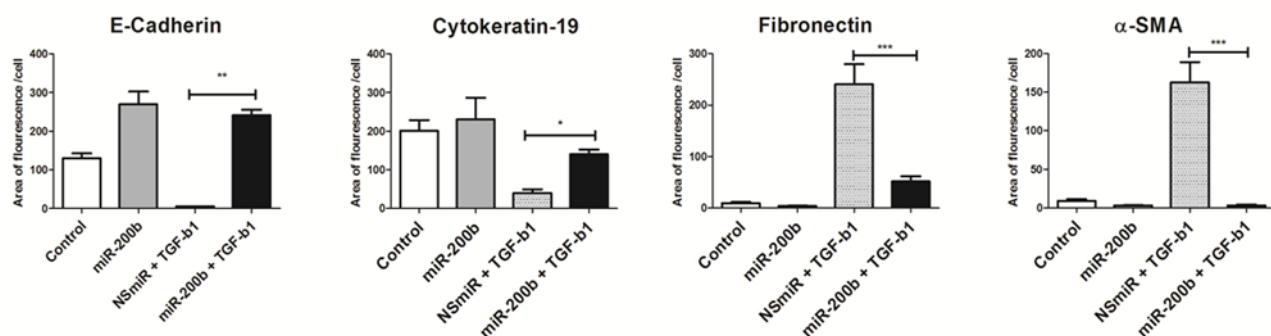 E-Cadherin
Area of flourescence /cell
400
300
200
100
0
**
Control
miR-200b
NSmiR + TGF-b1
miR-200b + TGF-b1
Cytokeratin-19
Area of flourescence /cell
400
300
200
100
0
*
Control
miR-200b
NSmiR + TGF-b1
miR-200b + TGF-b1
Fibronectin
Area of flourescence /cell
300
200
100
0
***
Control
miR-200b
NSmiR + TGF-b1
miR-200b + TGF-b1
α-SMA
Area of flourescence /cell
200
150
100
50
0
***
Control
miR-200b
NSmiR + TGF-b1
miR-200b + TGF-b1